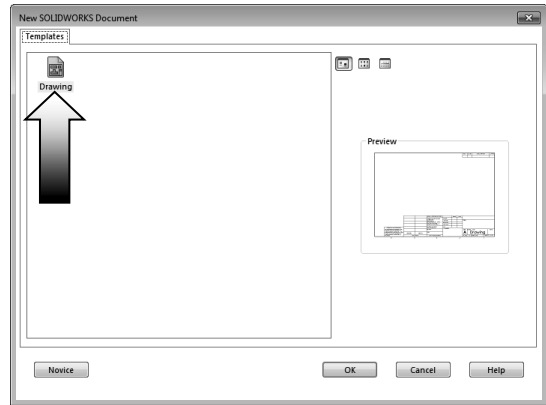 New SOLIDWORKS Document
Templates
Drawing
Preview
A Drawing
Novice
OK Cancel Help